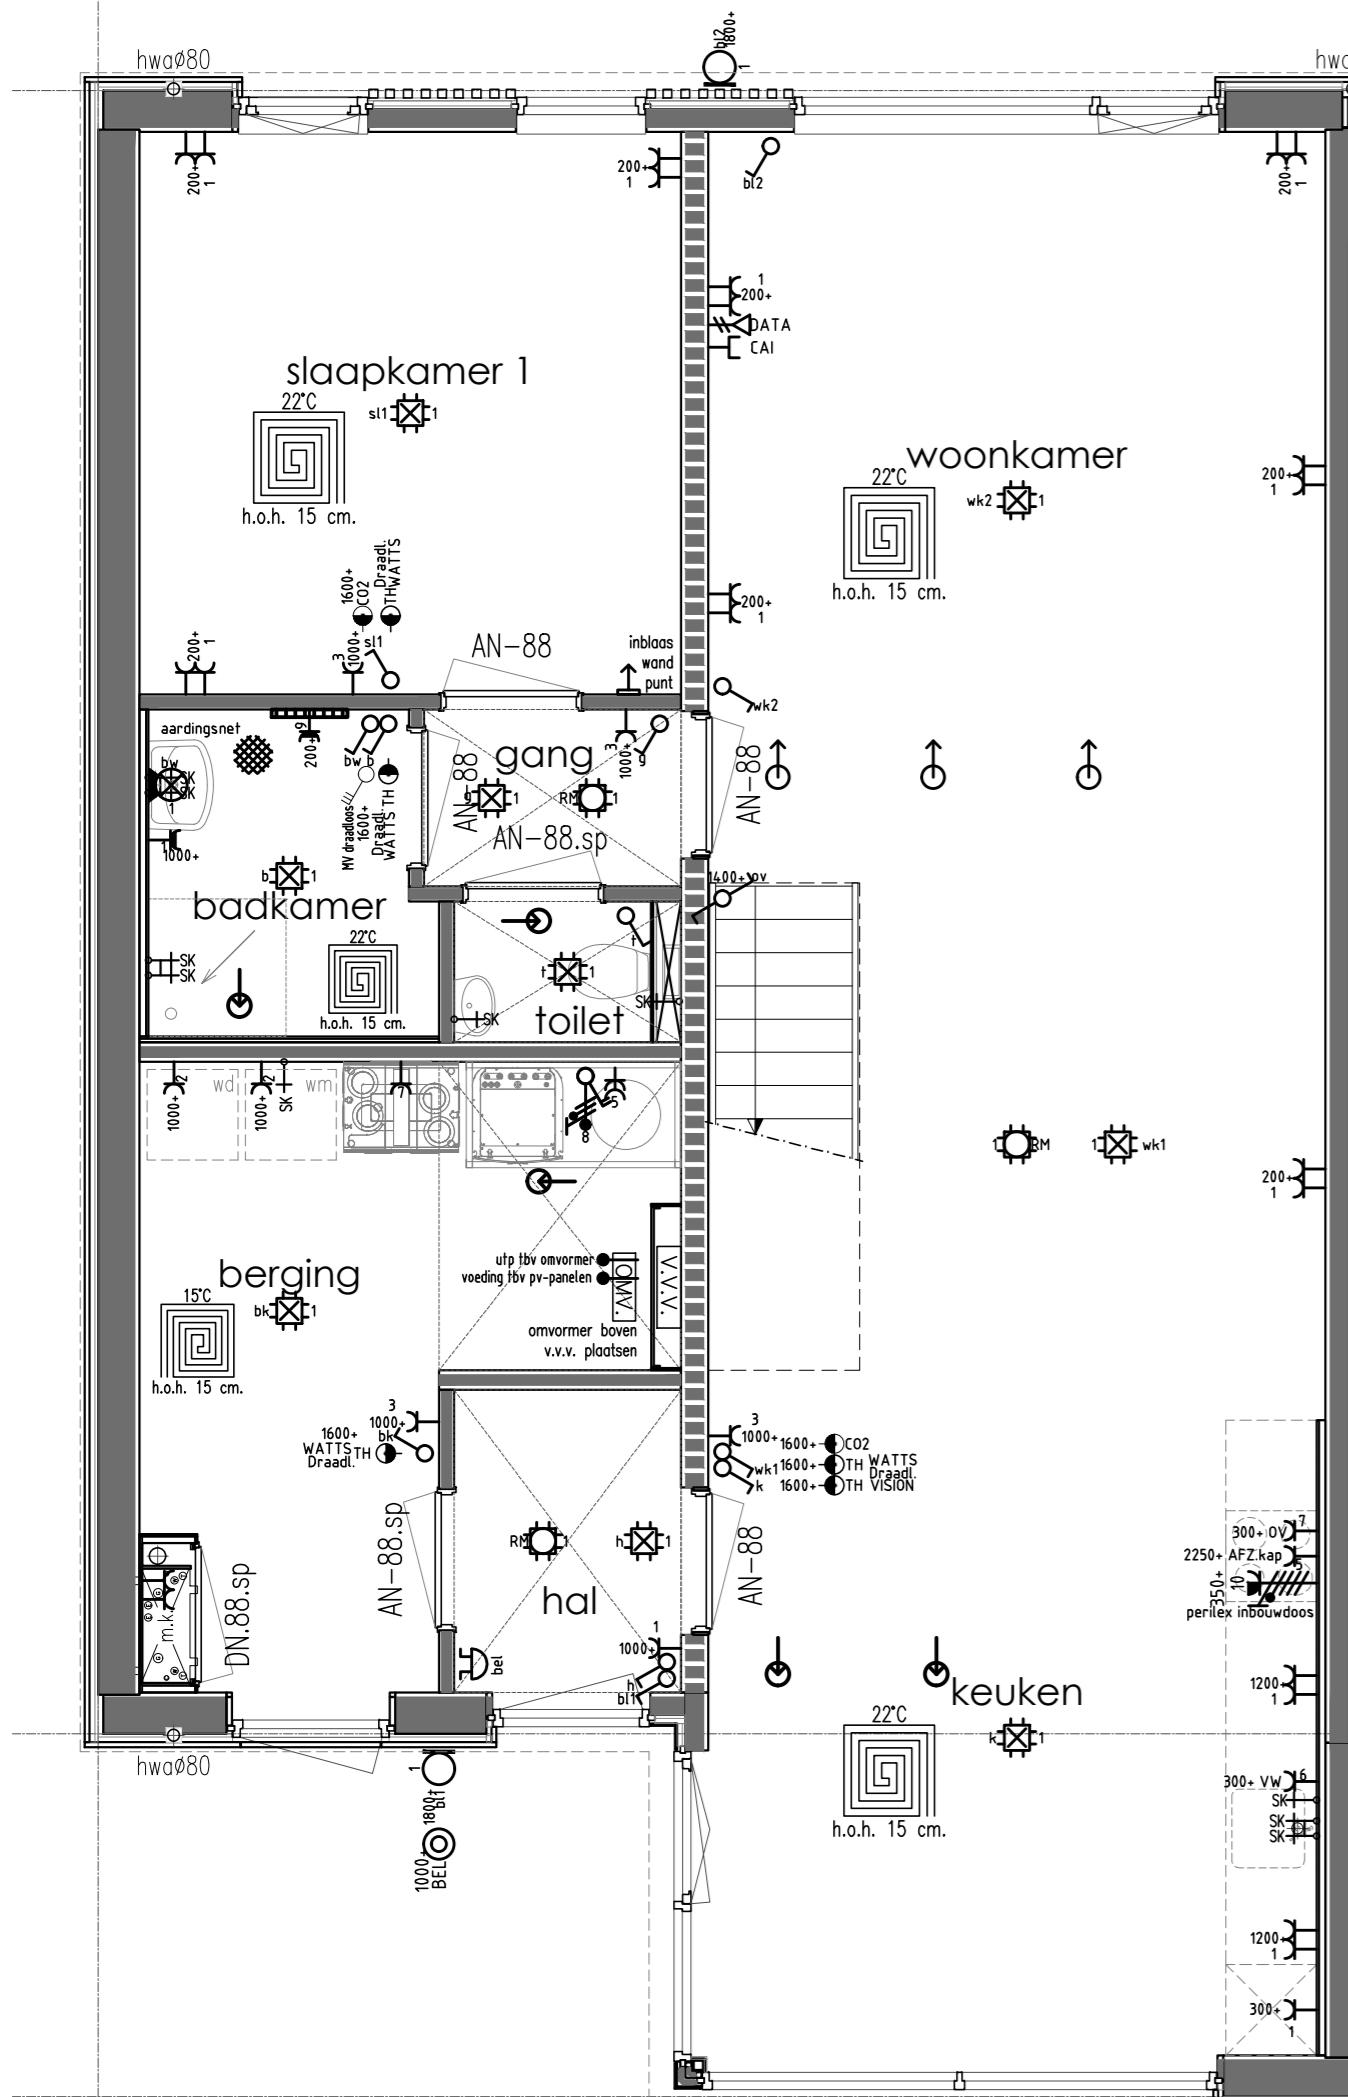 hwaø80
bl2
1800+
1
hwa
200+
1
200+
1
bl2
200+
1
1
200+
DATA
CAI
slaapkamer 1
22°C
sl1
1
h.o.h. 15 cm.
woonkamer
22°C
wk2
1
h.o.h. 15 cm.
200+
1
1600+
CO2
Draadl.
TH WATTS
200+
1
200+
1
3
1000+
sl1
AN-88
inblaas
wand
punt
wk2
aardingsnet
bw
SK
SK
1
200+
9
bw
b
MV draadloos
1600+
Draadl.
WATTS TH
AN-88
gang
g
1
RM
1
3
1000+
g
AN-88
AN-88.sp
1
1000+
b
1
badkamer
22°C
h.o.h. 15 cm.
SK
SK
1400+ov
t
t
1
SK
SK
toilet
1000+
2
wd
1000+
2
SK
wm
7
5
8
1
RM
1
wk1
200+
1
berging
15°C
bk
1
h.o.h. 15 cm.
utp tbv omvormer
voeding tbv pv-panelen
OMV.
V.V.V.
omvormer boven
v.v.v. plaatsen
3
1000+
bk
1600+
WATTS TH
Draadl.
3
1000+
1600+
CO2
wk1
1600+
TH WATTS
Draadl.
k
1600+
TH VISION
AN-88.sp
RM
1
h
1
hal
AN-88
DN.88.sp
m.k.
bel
1
1000+
h
bl1
300+ OV
7
2250+ AFZ.kap
5
350+
10
perilex inbouwdoos
1200+
1
keuken
22°C
k
1
h.o.h. 15 cm.
hwaø80
1
1800+
bl1
1000+
BEL
300+ VW
6
SK
SK
SK
1200+
1
300+
1